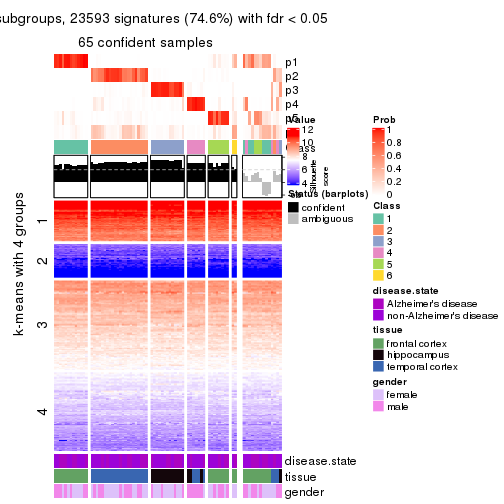 subgroups, 23593 signatures (74.6%) with fdr < 0.05
65 confident samples
p1
p2
p3
p4
p5
Value
12
10
8
6
4
Silhouette
score
Status (barplots)
confident
ambiguous
Prob
1
0.8
0.6
0.4
0.2
0
Class
1
2
3
4
5
6
disease.state
Alzheimer's disease
non-Alzheimer's disease
tissue
frontal cortex
hippocampus
temporal cortex
gender
female
male
k-means with 4 groups
1
2
3
4
disease.state
tissue
gender